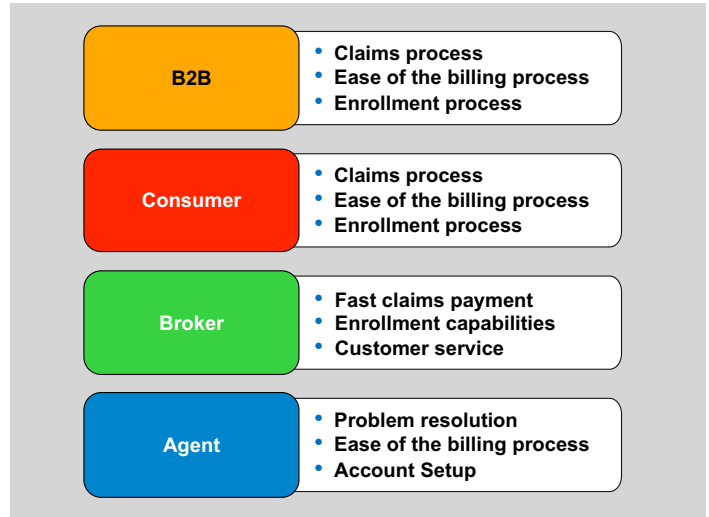 B2B
• Claims process
• Ease of the billing process
• Enrollment process
Consumer
• Claims process
• Ease of the billing process
• Enrollment process
Broker
• Fast claims payment
• Enrollment capabilities
• Customer service
Agent
• Problem resolution
• Ease of the billing process
• Account Setup